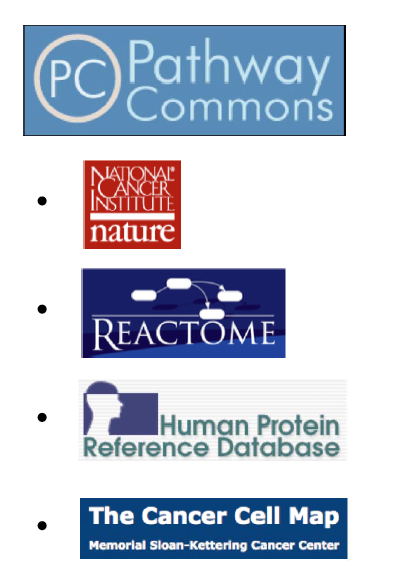 PC Pathway
Commons
NATIONAL®
CANCER
INSTITUTE
nature
REACTOME
Human Protein
Reference Database
The Cancer Cell Map
Memorial Sloan-Kettering Cancer Center